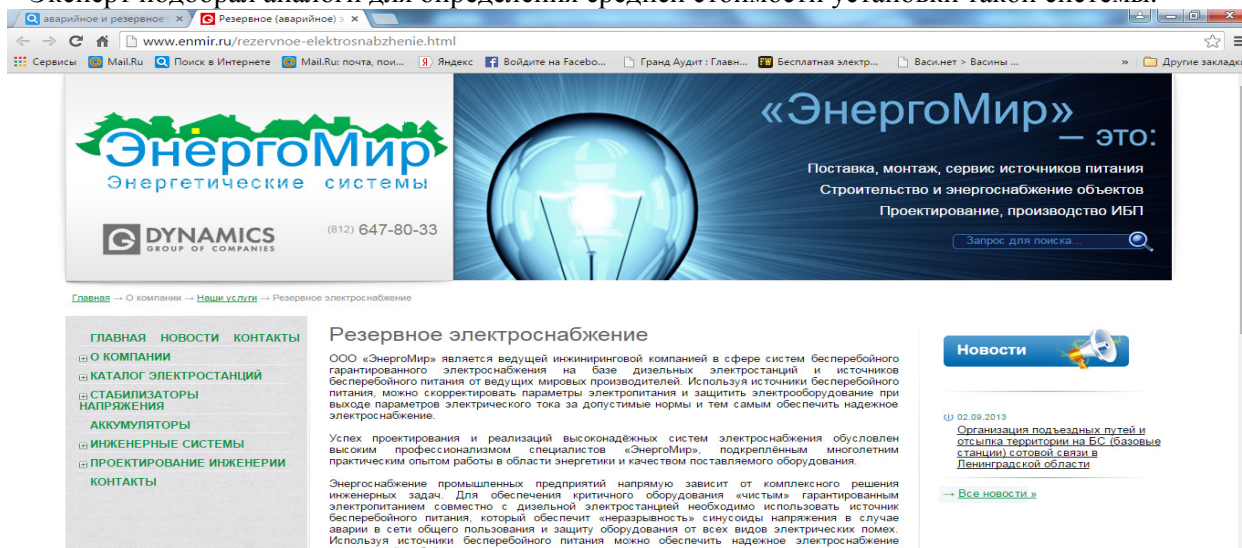 Эксперт подобрал аналоги для определения средней стоимости установки такой системы.
аварийное и резервное
Резервное (аварийное) э
www.enmir.ru/rezervnoe-elektrosnabzhenie.html
Сервисы Mail.Ru Поиск в Интернете Mail.Ru: почта, пои... Яндекс Войдите на Facebo... Гранд Аудит : Главн... Бесплатная электр... Васи.нет > Васины ... » Другие закладки
ЭнергоМир
Энергетические системы
DYNAMICS
GROUP OF COMPANIES
(812) 647-80-33
«ЭнергоМир»
— это:
Поставка, монтаж, сервис источников питания
Строительство и энергоснабжение объектов
Проектирование, производство ИБП
Запрос для поиска...
Главная → О компании → Наши услуги → Резервное электроснабжение
ГЛАВНАЯ НОВОСТИ КОНТАКТЫ
О КОМПАНИИ
КАТАЛОГ ЭЛЕКТРОСТАНЦИЙ
СТАБИЛИЗАТОРЫ
НАПРЯЖЕНИЯ
АККУМУЛЯТОРЫ
ИНЖЕНЕРНЫЕ СИСТЕМЫ
ПРОЕКТИРОВАНИЕ ИНЖЕНЕРИИ
КОНТАКТЫ
Резервное электроснабжение
ООО «ЭнергоМир» является ведущей инжиниринговой компанией в сфере систем бесперебойного
гарантированного электроснабжения на базе дизельных электростанций и источников
бесперебойного питания от ведущих мировых производителей. Используя источники бесперебойного
питания, можно скорректировать параметры электропитания и защитить электрооборудование при
выходе параметров электрического тока за допустимые нормы и тем самым обеспечить надежное
электроснабжение.
Успех проектирования и реализаций высоконадёжных систем электроснабжения обусловлен
высоким профессионализмом специалистов «ЭнергоМир», подкреплённым многолетним
практическим опытом работы в области энергетики и качеством поставляемого оборудования.
Энергоснабжение промышленных предприятий напрямую зависит от комплексного решения
инженерных задач. Для обеспечения критичного оборудования «чистым» гарантированным
электропитанием совместно с дизельной электростанцией необходимо использовать источник
бесперебойного питания, который обеспечит «неразрывность» синусоиды напряжения в случае
аварии в сети общего пользования и защиту оборудования от всех видов электрических помех.
Используя источники бесперебойного питания можно обеспечить надежное электроснабжение
Новости
02.09.2013
Организация подъездных путей и
отсыпка территории на БС (базовые
станции) сотовой связи в
Ленинградской области
→ Все новости »